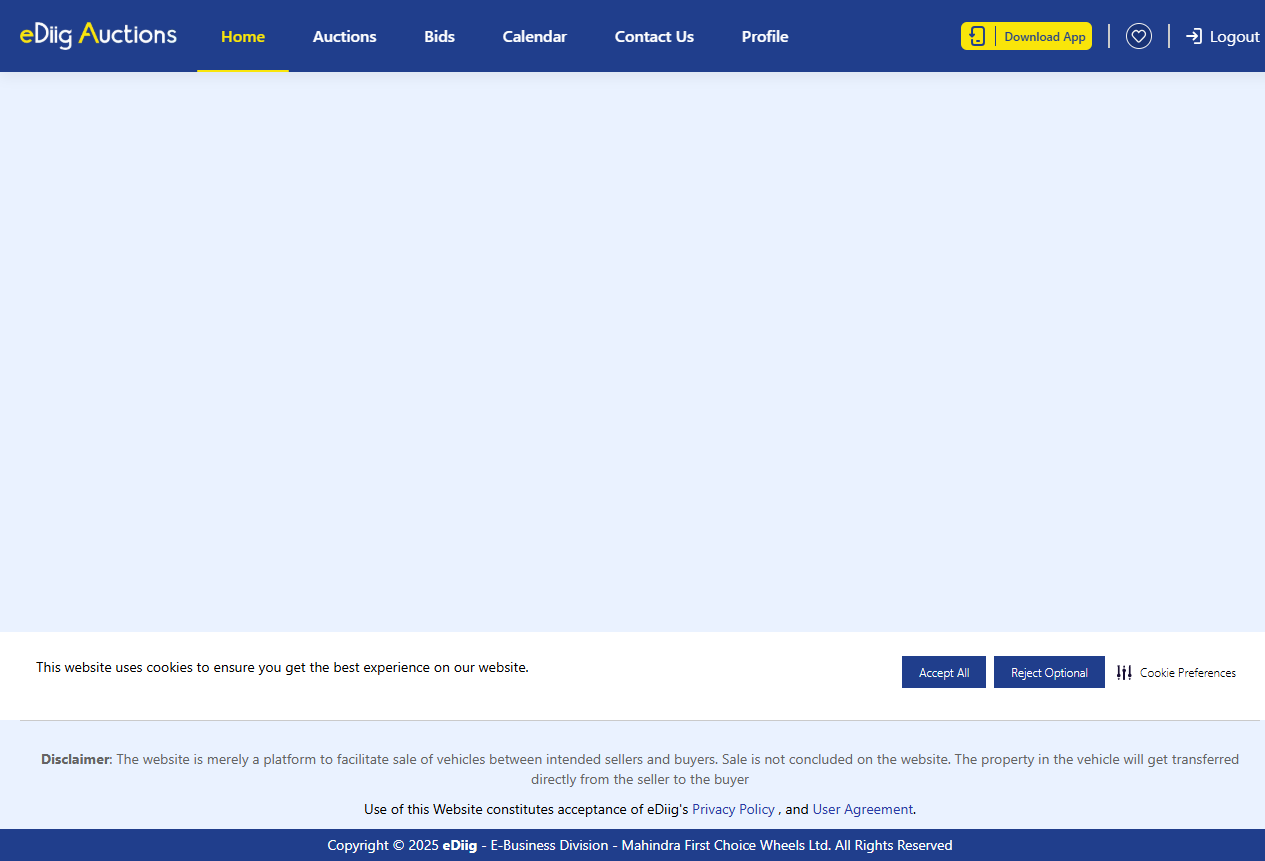 eDiig Auctions Home Auctions Bids Calendar Contact Us Profile Download App Logout
This website uses cookies to ensure you get the best experience on our website. Accept All Reject Optional Cookie Preferences
Disclaimer: The website is merely a platform to facilitate sale of vehicles between intended sellers and buyers. Sale is not concluded on the website. The property in the vehicle will get transferred
directly from the seller to the buyer
Use of this Website constitutes acceptance of eDiig's Privacy Policy , and User Agreement.
Copyright © 2025 eDiig - E-Business Division - Mahindra First Choice Wheels Ltd. All Rights Reserved